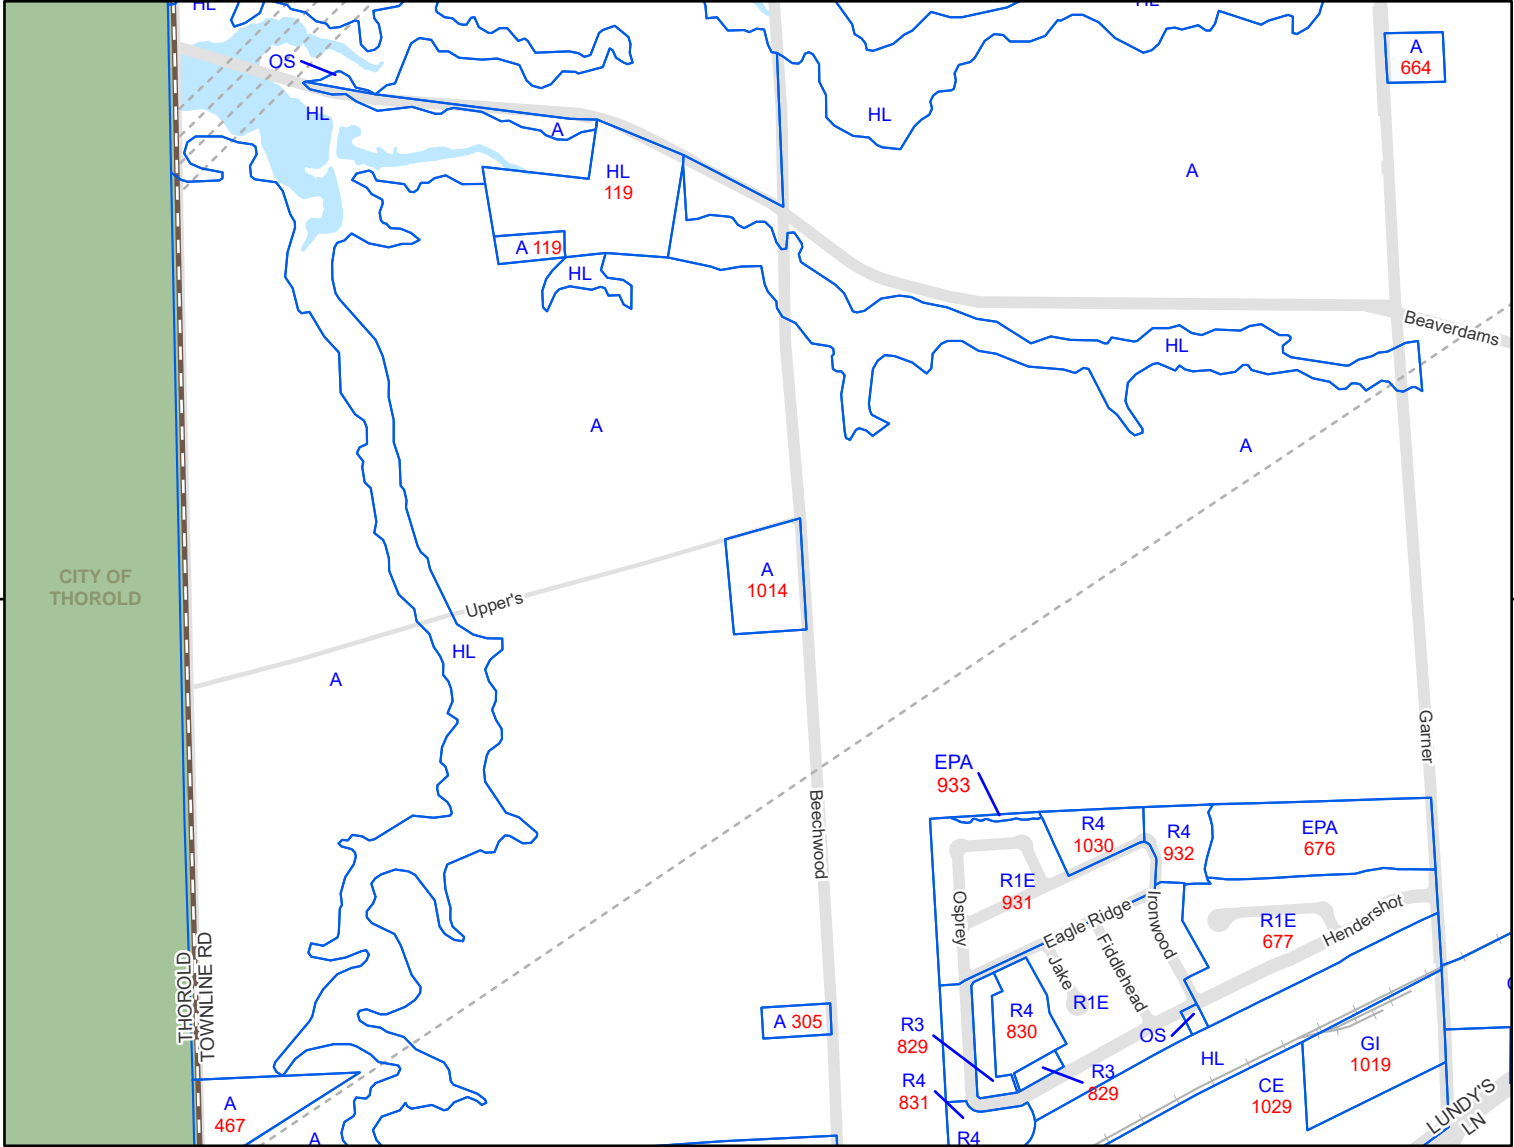 HL
HL
OS
A
664
HL
HL
A
A
HL
119
A 119
HL
Beaverdams
HL
A
A
CITY OF
THOROLD
A
1014
Upper's
HL
A
Garner
EPA
933
Beechwood
R4
1030
R4
932
EPA
676
R1E
931
Osprey
Eagle Ridge
Ironwood
R1E
677
Hendershot
Fiddlehead
Jake
THOROLD
TOWNLINE RD
R1E
R4
830
A 305
R3
829
OS
HL
GI
1019
R4
831
R3
829
CE
1029
LUNDY'S
LN
A
467
A
R4